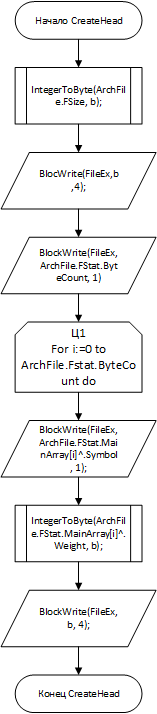 Начало CreateHead
IntegerToByte(ArchFil
e.FSize, b);
BlocWrite(FileEx,b
,4);
BlockWrite(FileEx,
ArchFile.FStat.Byt
eCount, 1)
Ц1
For i:=0 to
ArchFile.Fstat.ByteCo
unt do
BlockWrite(FileEx,
ArchFile.FStat.Mai
nArray[i]^.Symbol
, 1);
IntegerToByte(ArchFil
e.FStat.MainArray[i]^.
Weight, b);
BlockWrite(FileEx,
b, 4);
Конец CreateHead